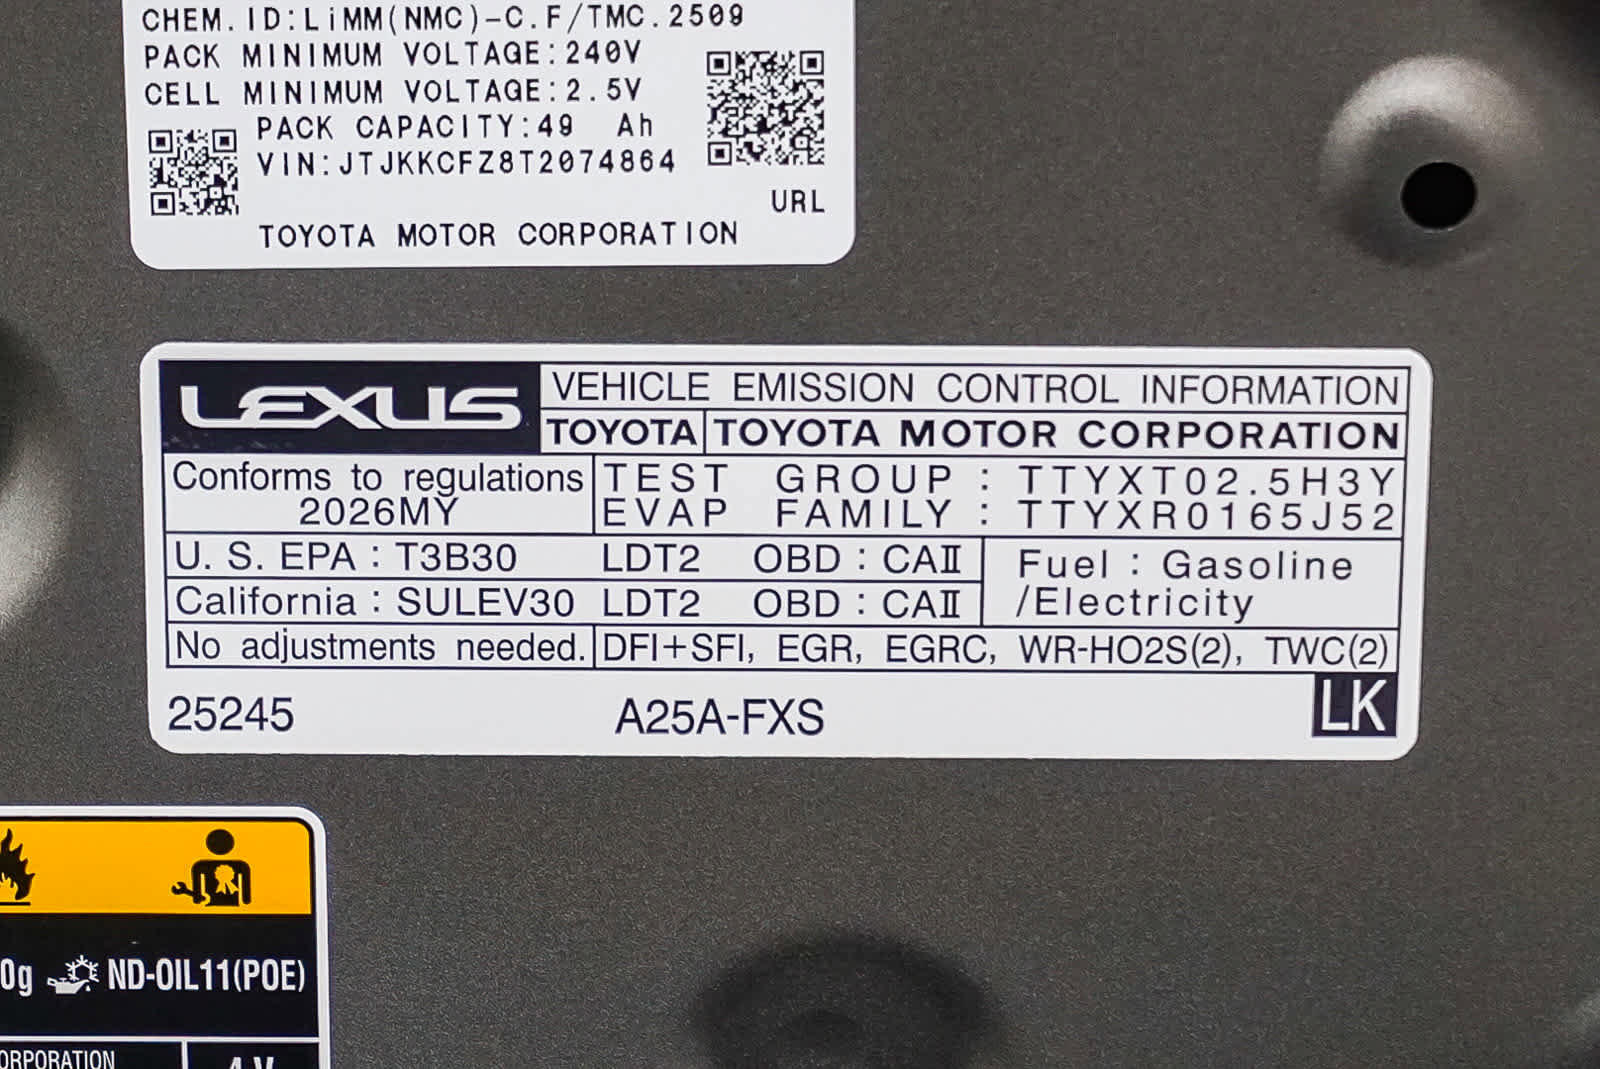 CHEM. ID:LiMM(NMC)-C.F/TMC.2509
PACK MINIMUM VOLTAGE:240V
CELL MINIMUM VOLTAGE:2.5V
PACK CAPACITY:49 Ah
VIN:JTJKKCFZ8T2074864
URL
TOYOTA MOTOR CORPORATION
LEXUS
VEHICLE EMISSION CONTROL INFORMATION
TOYOTA TOYOTA MOTOR CORPORATION
Conforms to regulations
2026MY
TEST GROUP : TTYXT02.5H3Y
EVAP FAMILY : TTYXR0165J52
U. S. EPA : T3B30 LDT2 OBD : CAII
California : SULEV30 LDT2 OBD : CAII
Fuel : Gasoline
/Electricity
No adjustments needed. DFI+SFI, EGR, EGRC, WR-HO2S(2), TWC(2)
25245 A25A-FXS LK
0g ND-OIL11(POE)
ORPORATION